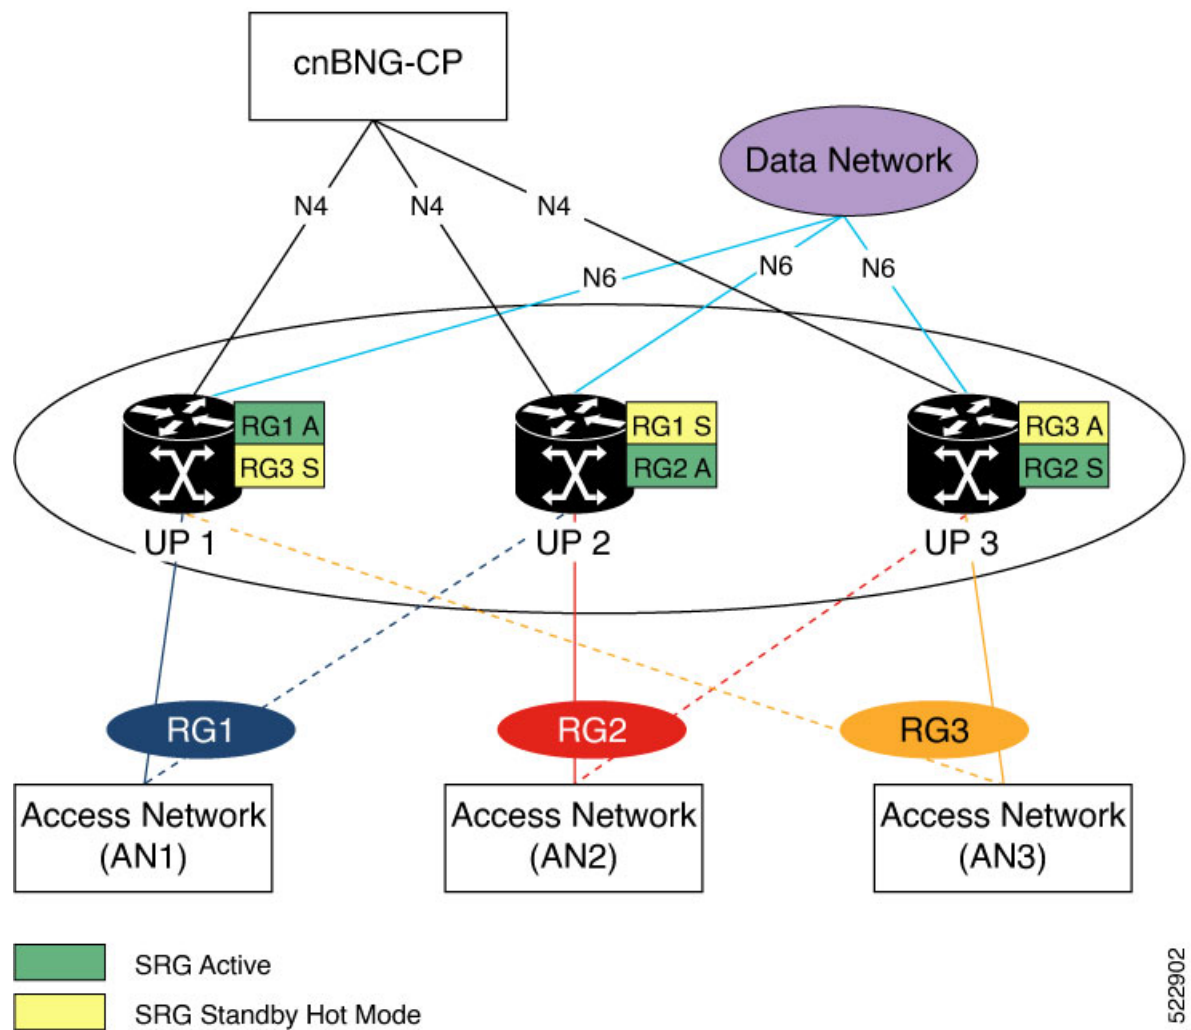 cnBNG-CP
Data Network
N4
N4
N4
N6
N6
N6
RG1 A
RG3 S
RG1 S
RG2 A
RG3 A
RG2 S
UP 1
UP 2
UP 3
RG1
RG2
RG3
Access Network
(AN1)
Access Network
(AN2)
Access Network
(AN3)
SRG Active
SRG Standby Hot Mode
522902